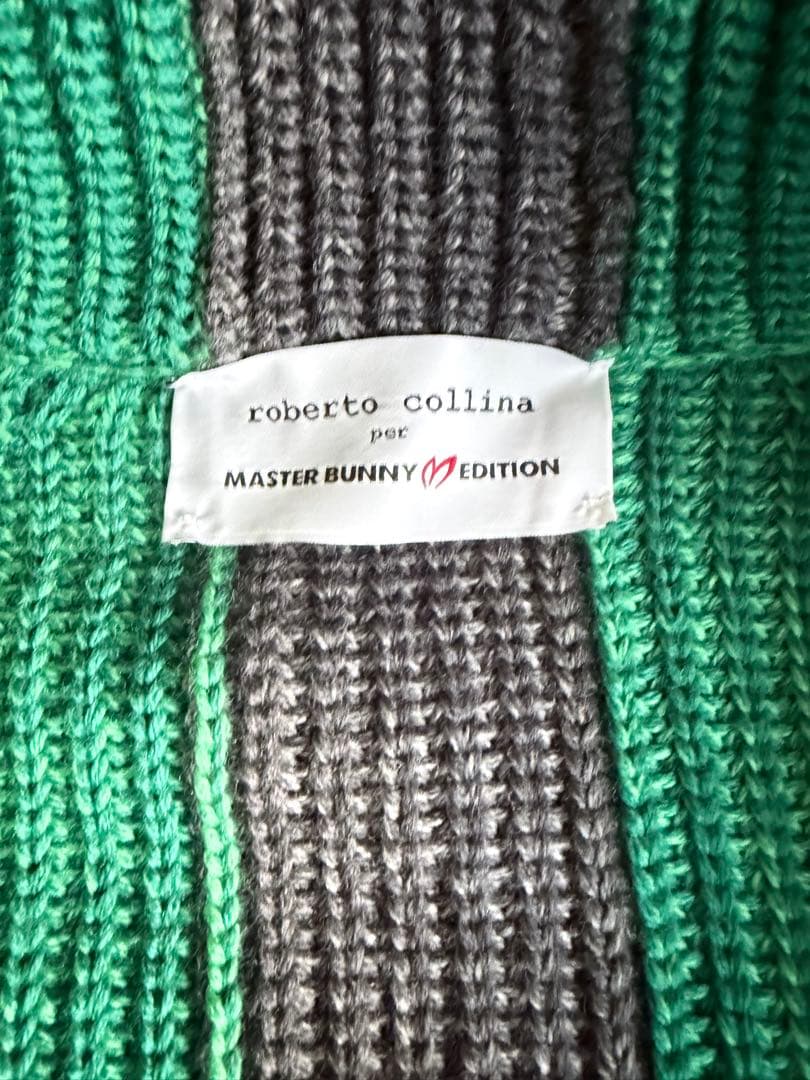 roberto collina
per
MASTER BUNNY EDITION